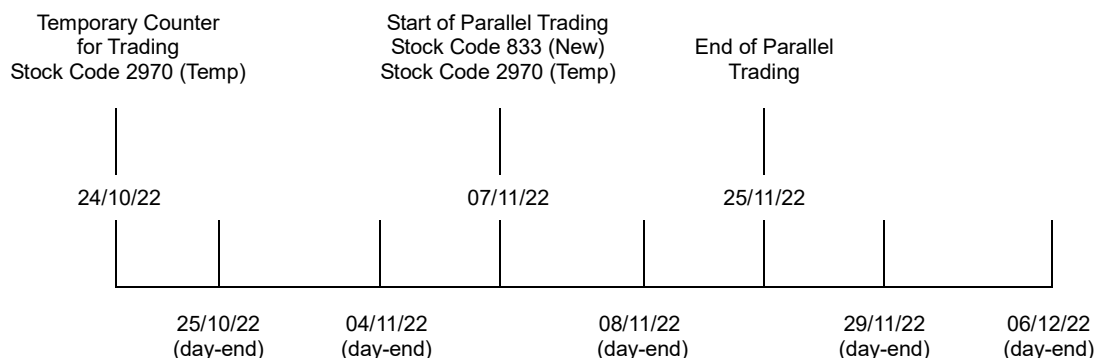 Temporary Counter
for Trading
Stock Code 2970 (Temp)
Start of Parallel Trading
Stock Code 833 (New)
Stock Code 2970 (Temp)
End of Parallel
Trading
24/10/22
07/11/22
25/11/22
25/10/22
(day-end)
04/11/22
(day-end)
08/11/22
(day-end)
29/11/22
(day-end)
06/12/22
(day-end)